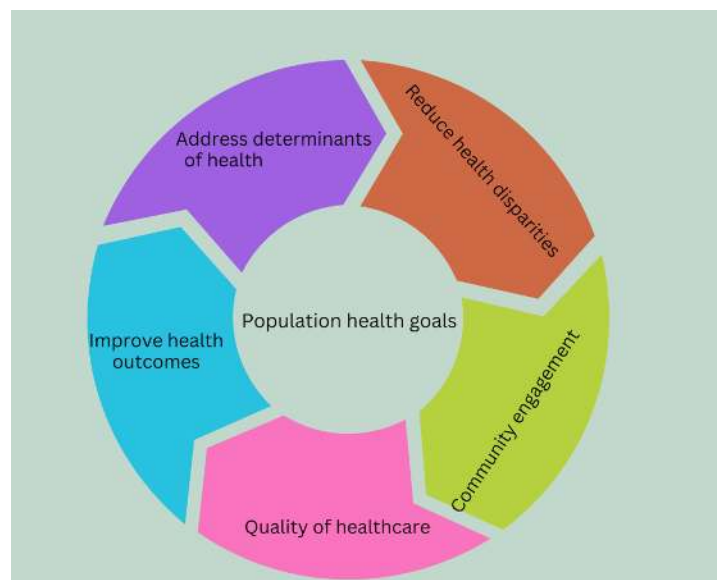 Address determinants
of health
Reduce health disparities
Population health goals
Improve health
outcomes
Community engagement
Quality of healthcare